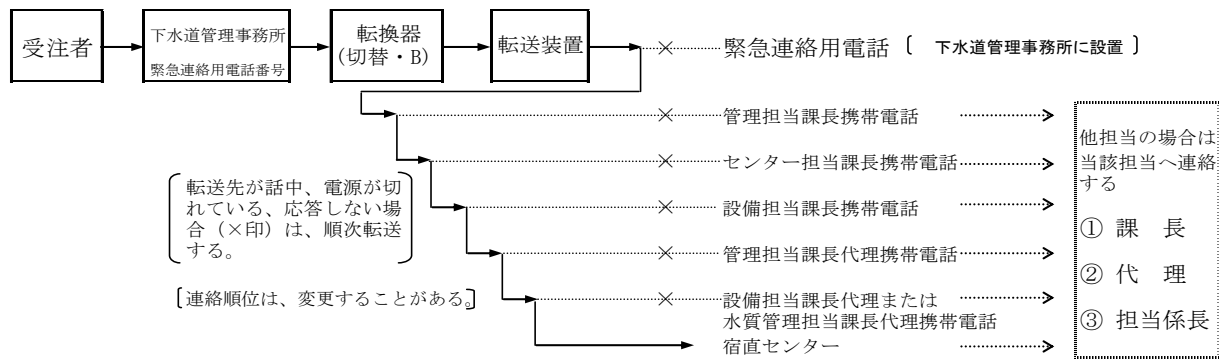 受注者
下水道管理事務所
緊急連絡用電話番号
転換器
(切替・B)
転送装置
×
緊急連絡用電話〔 下水道管理事務所に設置 〕
×
管理担当課長携帯電話
×
センター担当課長携帯電話
×
設備担当課長携帯電話
×
管理担当課長代理携帯電話
×
設備担当課長代理または
水質管理担当課長代理携帯電話
宿直センター
転送先が話中、電源が切
れている、応答しない場
合（×印）は、順次転送
する。
〔連絡順位は、変更することがある。〕
他担当の場合は
当該担当へ連絡
する
① 課　長
② 代　理
③ 担当係長